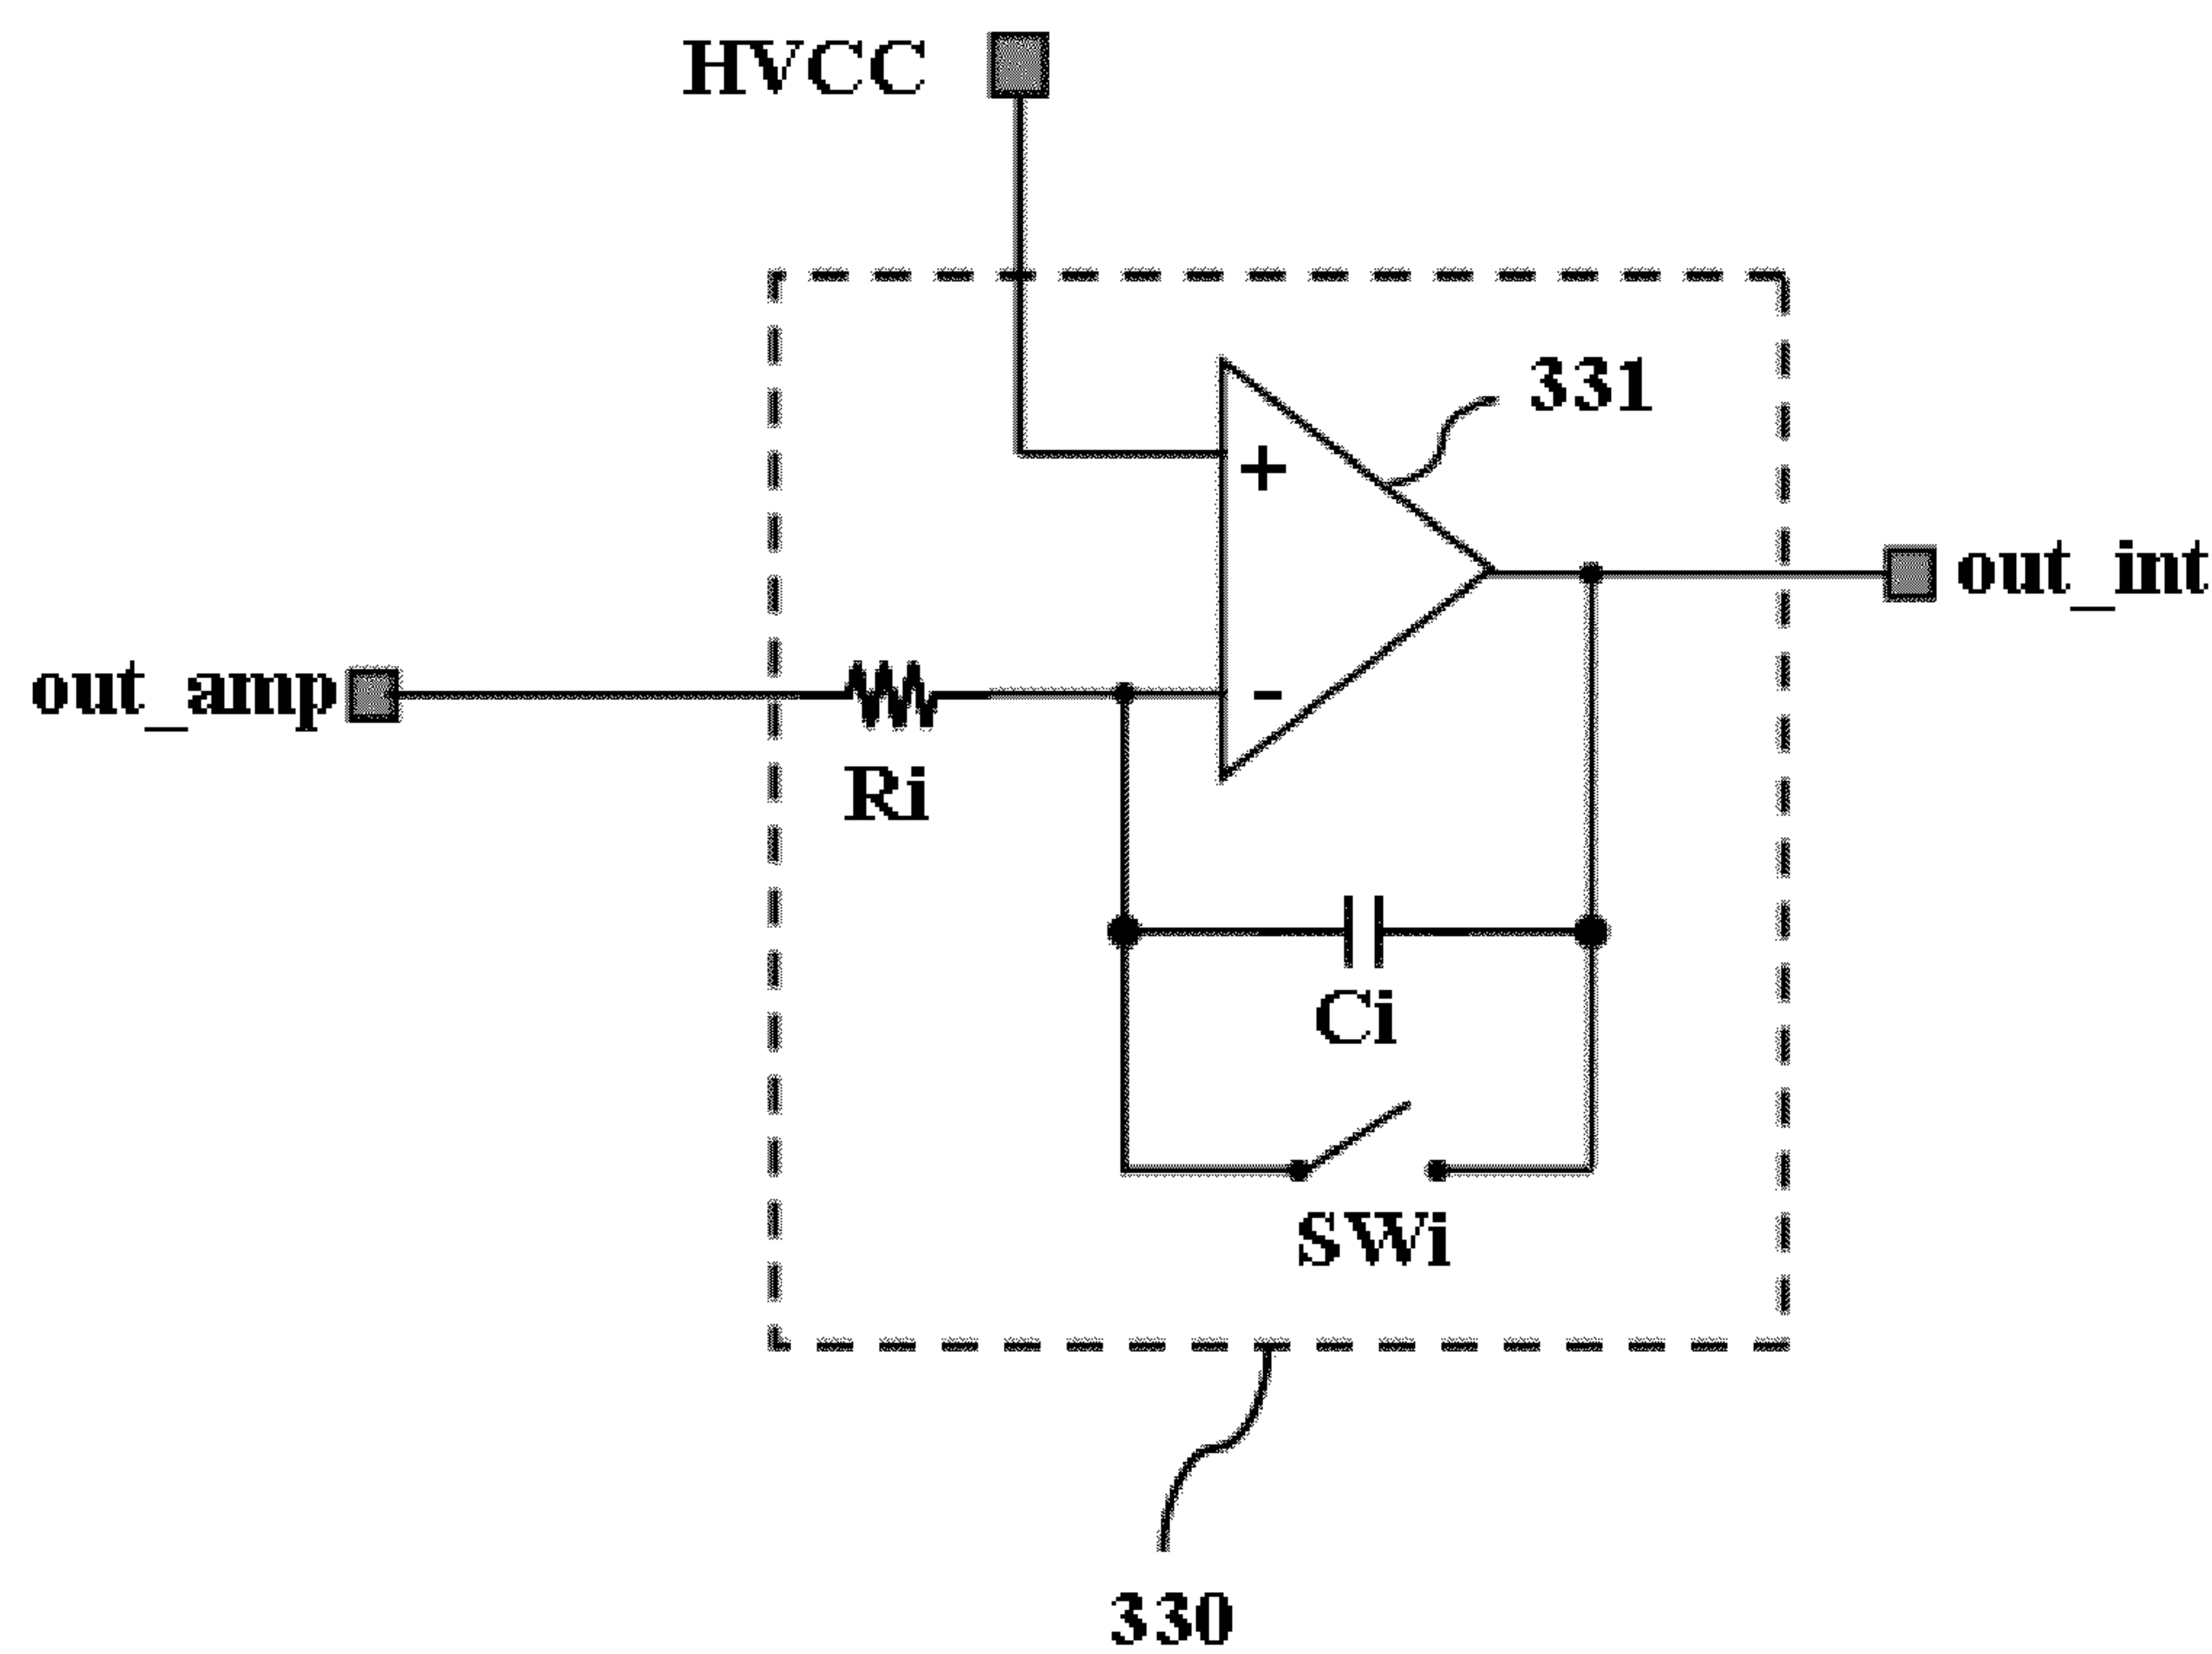 HVCC
331
out_int
out_amp
+
-
Ri
Ci
SWi
330